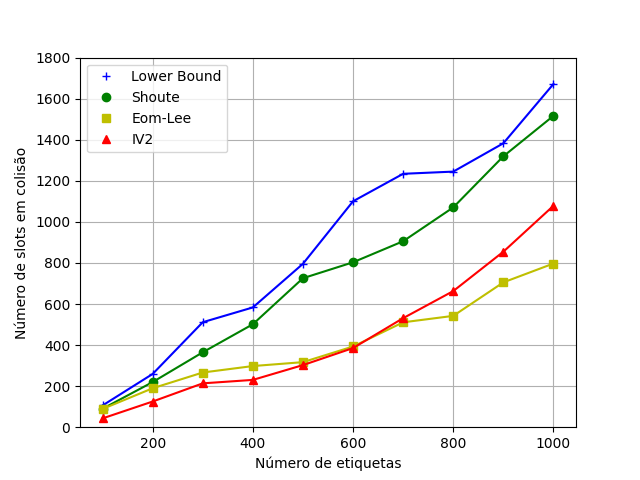 1800
1600
1400
1200
1000
800
600
400
200
0
Número de slots em colisão
Lower Bound
Shoute
Eom-Lee
IV2
200
400
600
800
1000
Número de etiquetas